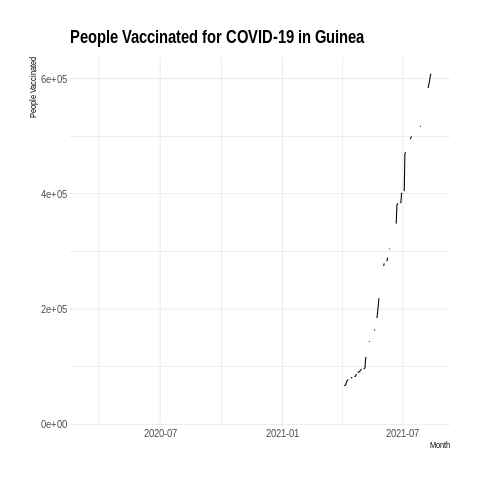 People Vaccinated for COVID-19 in Guinea
People Vaccinated
6e+05
4e+05
2e+05
0e+00
2020-07 2021-01 2021-07
Month